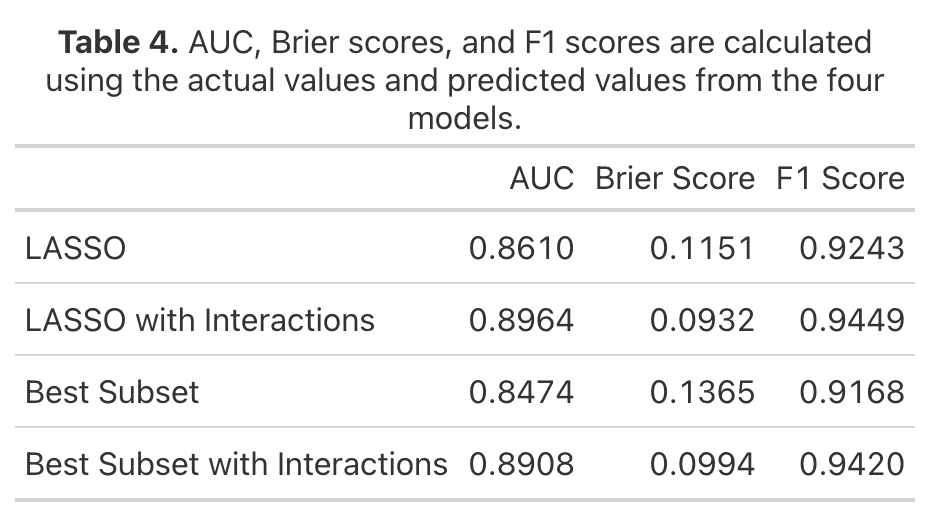 Table 4. AUC, Brier scores, and F1 scores are calculated
using the actual values and predicted values from the four
models.
AUC Brier Score F1 Score
LASSO 0.8610 0.1151 0.9243
LASSO with Interactions 0.8964 0.0932 0.9449
Best Subset 0.8474 0.1365 0.9168
Best Subset with Interactions 0.8908 0.0994 0.9420